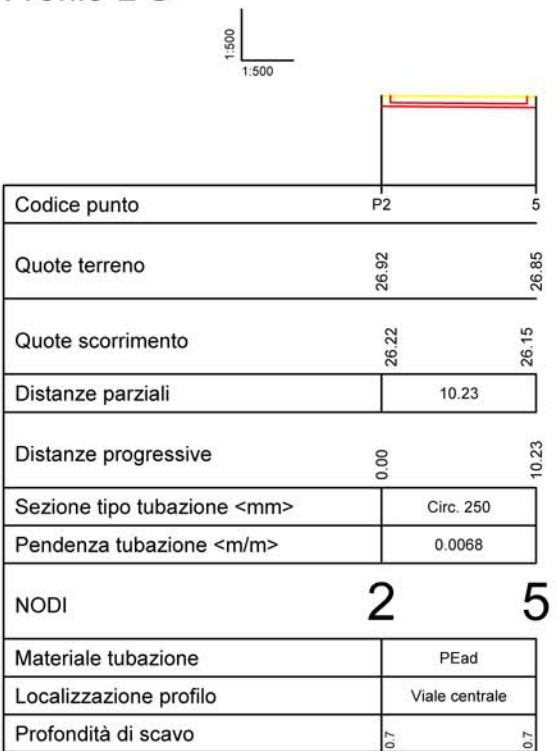 1:500
1:500
Codice punto P2 5
Quote terreno 26.92 26.85
Quote scorrimento 26.22 26.15
Distanze parziali 10.23
Distanze progressive 0.00 10.23
Sezione tipo tubazione <mm> Circ. 250
Pendenza tubazione <m/m> 0.0068
NODI 2 5
Materiale tubazione PEad
Localizzazione profilo Viale centrale
Profondità di scavo 0.7 0.7